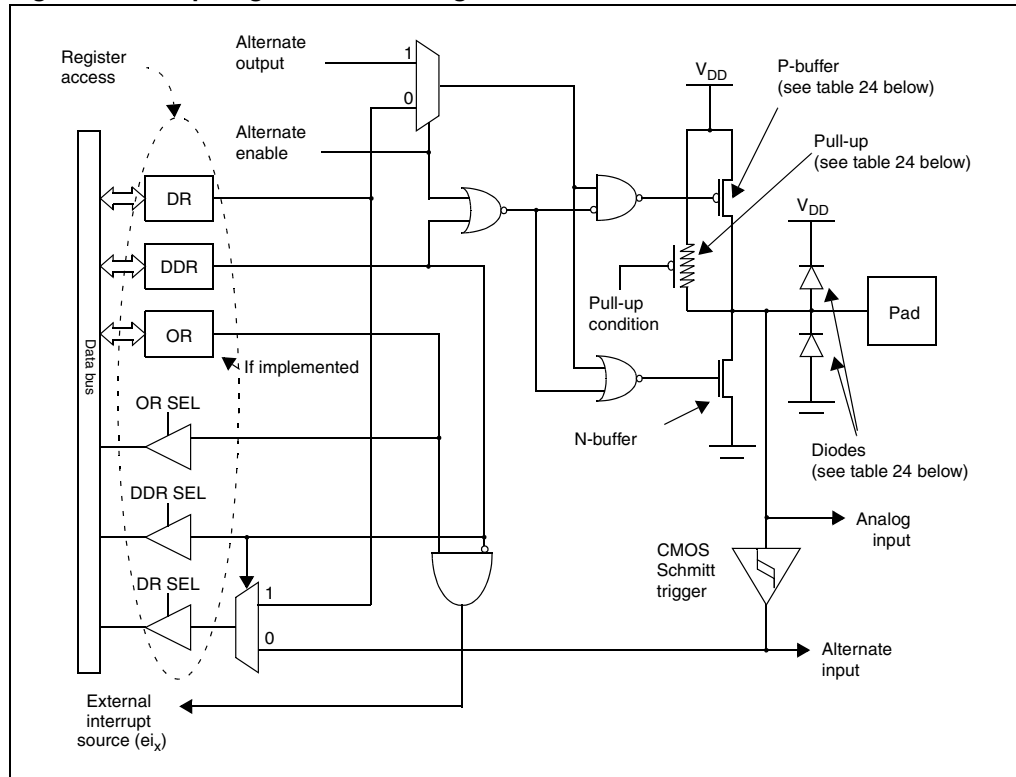 Register
access
Alternate
output
1
0
Alternate
enable
V_DD
P-buffer
(see table 24 below)
Pull-up
(see table 24 below)
DR
DDR
OR
If implemented
Data bus
Pull-up
condition
V_DD
Pad
OR SEL
DDR SEL
DR SEL
1
0
N-buffer
Diodes
(see table 24 below)
Analog
input
CMOS
Schmitt
trigger
Alternate
input
External
interrupt
source (ei_x)